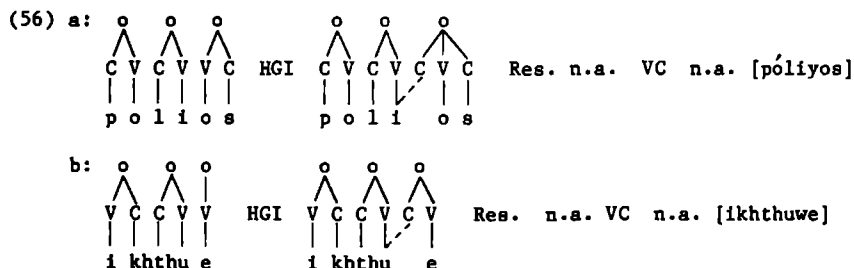 (56) a: o o o o o o
C V C V V C HGI C V C V C V C Res. n.a. VC n.a. [póliyos]
p o l i o s p o l i o s
b: o o o o o o
V C C V V HGI V C C V C V Res. n.a. VC n.a. [ikhthuwe]
i khthu e i khthu e